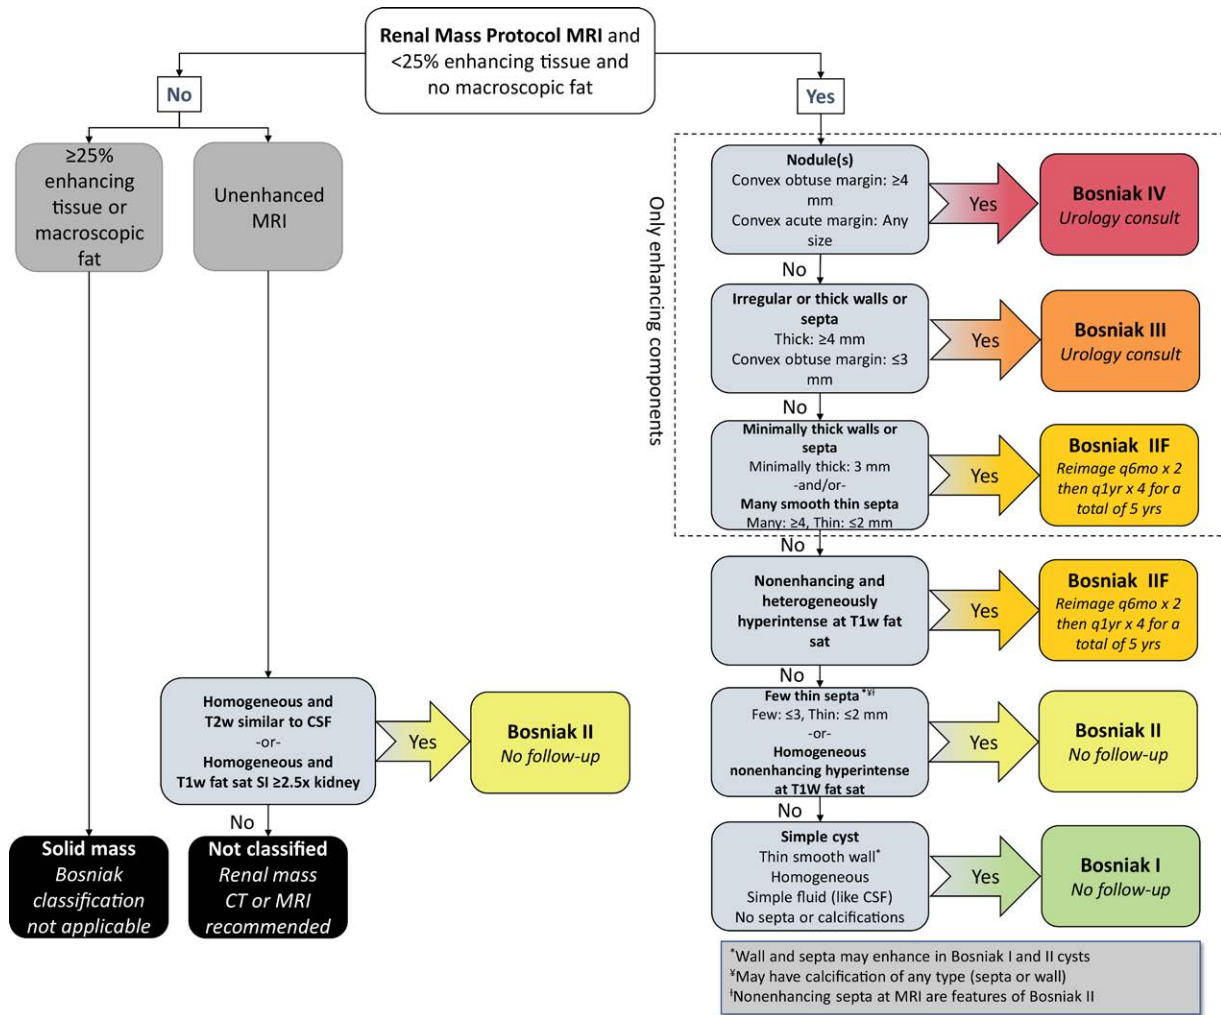 Renal Mass Protocol MRI and
<25% enhancing tissue and
no macroscopic fat
No
Yes
≥25%
enhancing
tissue or
macroscopic
fat
Unenhanced
MRI
Homogeneous and
T2w similar to CSF
-or-
Homogeneous and
T1w fat sat SI ≥2.5x kidney
Yes
Bosniak II
No follow-up
No
Solid mass
Bosniak
classification
not applicable
Not classified
Renal mass
CT or MRI
recommended
Only enhancing components
Nodule(s)
Convex obtuse margin: ≥4
mm
Convex acute margin: Any
size
Yes
Bosniak IV
Urology consult
No
Irregular or thick walls or
septa
Thick: ≥4 mm
Convex obtuse margin: ≤3
mm
Yes
Bosniak III
Urology consult
No
Minimally thick walls or
septa
Minimally thick: 3 mm
-and/or-
Many smooth thin septa
Many: ≥4, Thin: ≤2 mm
Yes
Bosniak IIF
Reimage q6mo x 2
then q1yr x 4 for a
total of 5 yrs
No
Nonenhancing and
heterogeneously
hyperintense at T1w fat
sat
Yes
Bosniak IIF
Reimage q6mo x 2
then q1yr x 4 for a
total of 5 yrs
No
Few thin septa*¥ƚ
Few: ≤3, Thin: ≤2 mm
-or-
Homogeneous
nonenhancing hyperintense
at T1W fat sat
Yes
Bosniak II
No follow-up
No
Simple cyst
Thin smooth wall*
Homogeneous
Simple fluid (like CSF)
No septa or calcifications
Yes
Bosniak I
No follow-up
*Wall and septa may enhance in Bosniak I and II cysts
¥May have calcification of any type (septa or wall)
ƚNonenhancing septa at MRI are features of Bosniak II